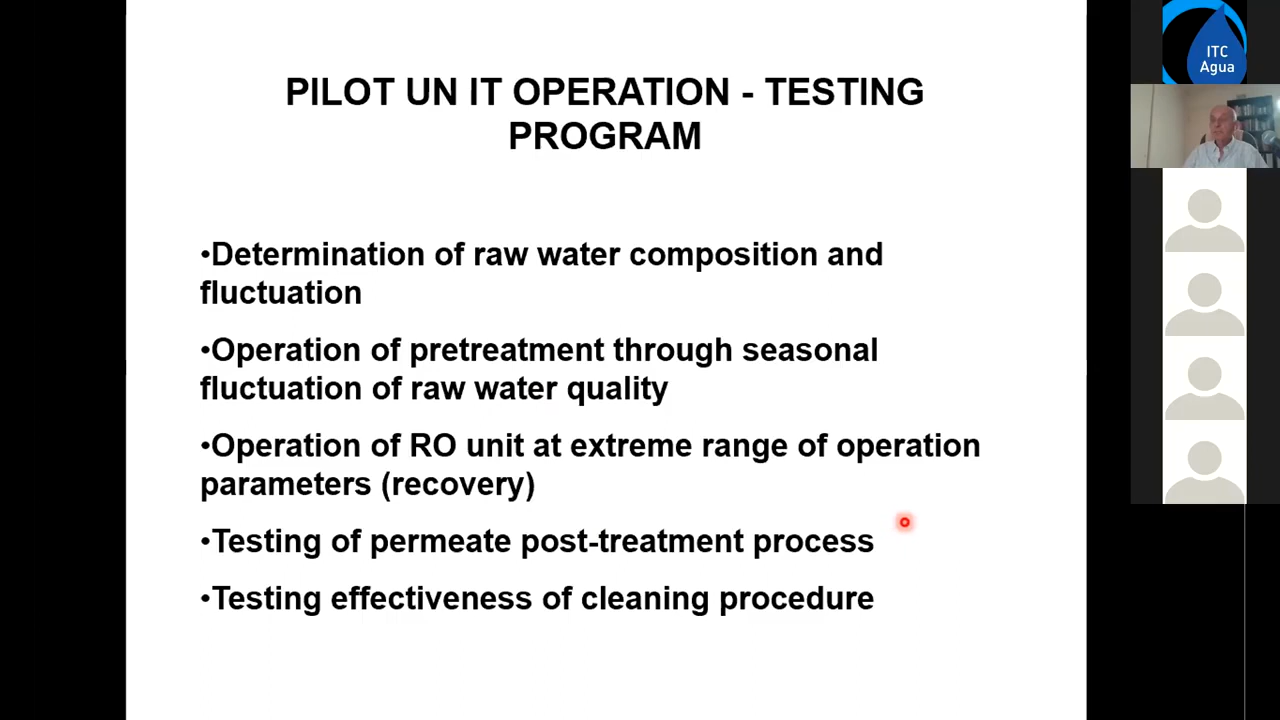 PILOT UN IT OPERATION - TESTING
PROGRAM
•Determination of raw water composition and
fluctuation
•Operation of pretreatment through seasonal
fluctuation of raw water quality
•Operation of RO unit at extreme range of operation
parameters (recovery)
•Testing of permeate post-treatment process
•Testing effectiveness of cleaning procedure
ITC
Agua